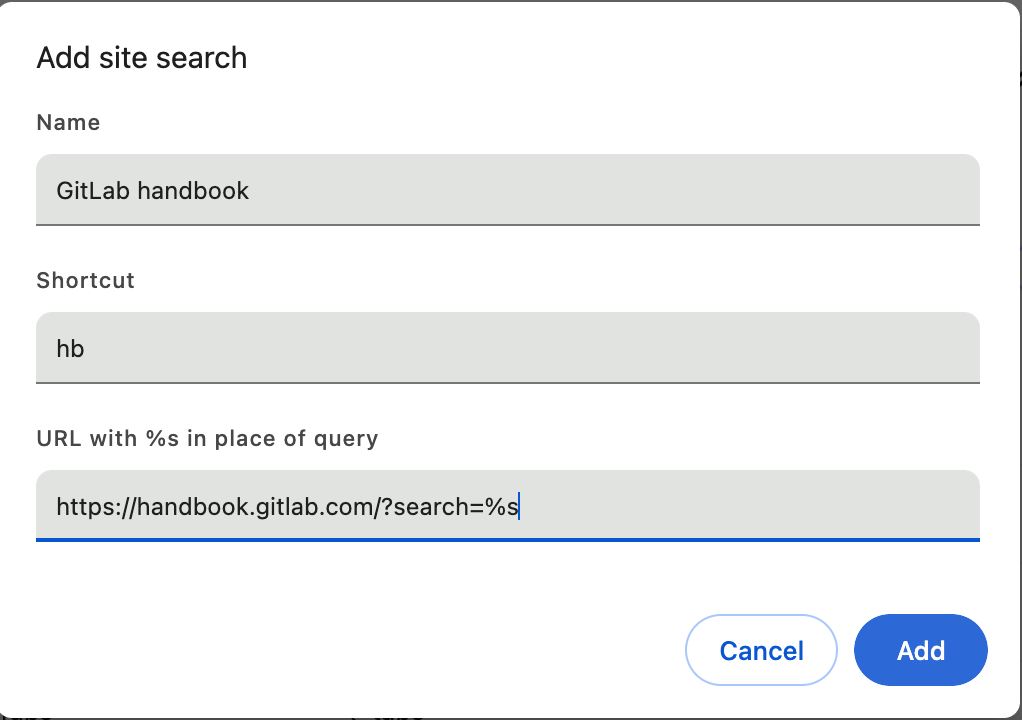 Add site search
Name
GitLab handbook
Shortcut
hb
URL with %s in place of query
https://handbook.gitlab.com/?search=%s
Cancel
Add